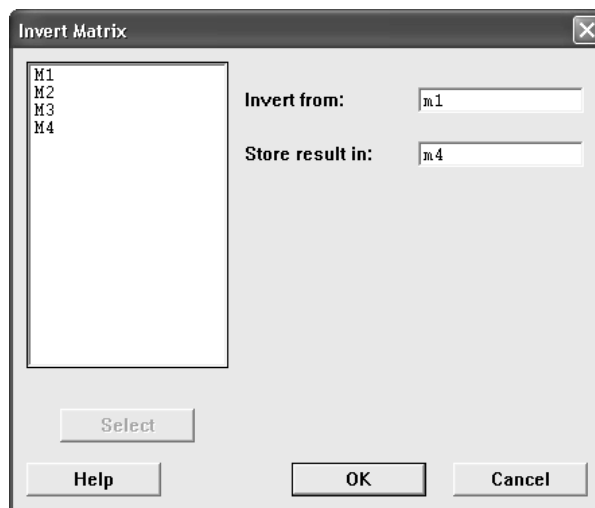 Invert Matrix
M1
M2
M3
M4
Invert from: m1
Store result in: m4
Select
Help OK Cancel